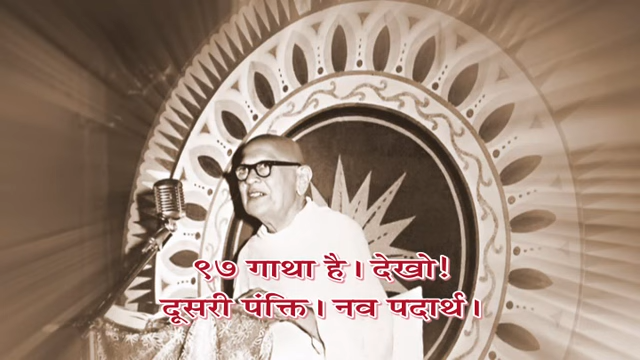 ९७ गाथा है। देखो!
दूसरी पंक्ति। नव पदार्थ।